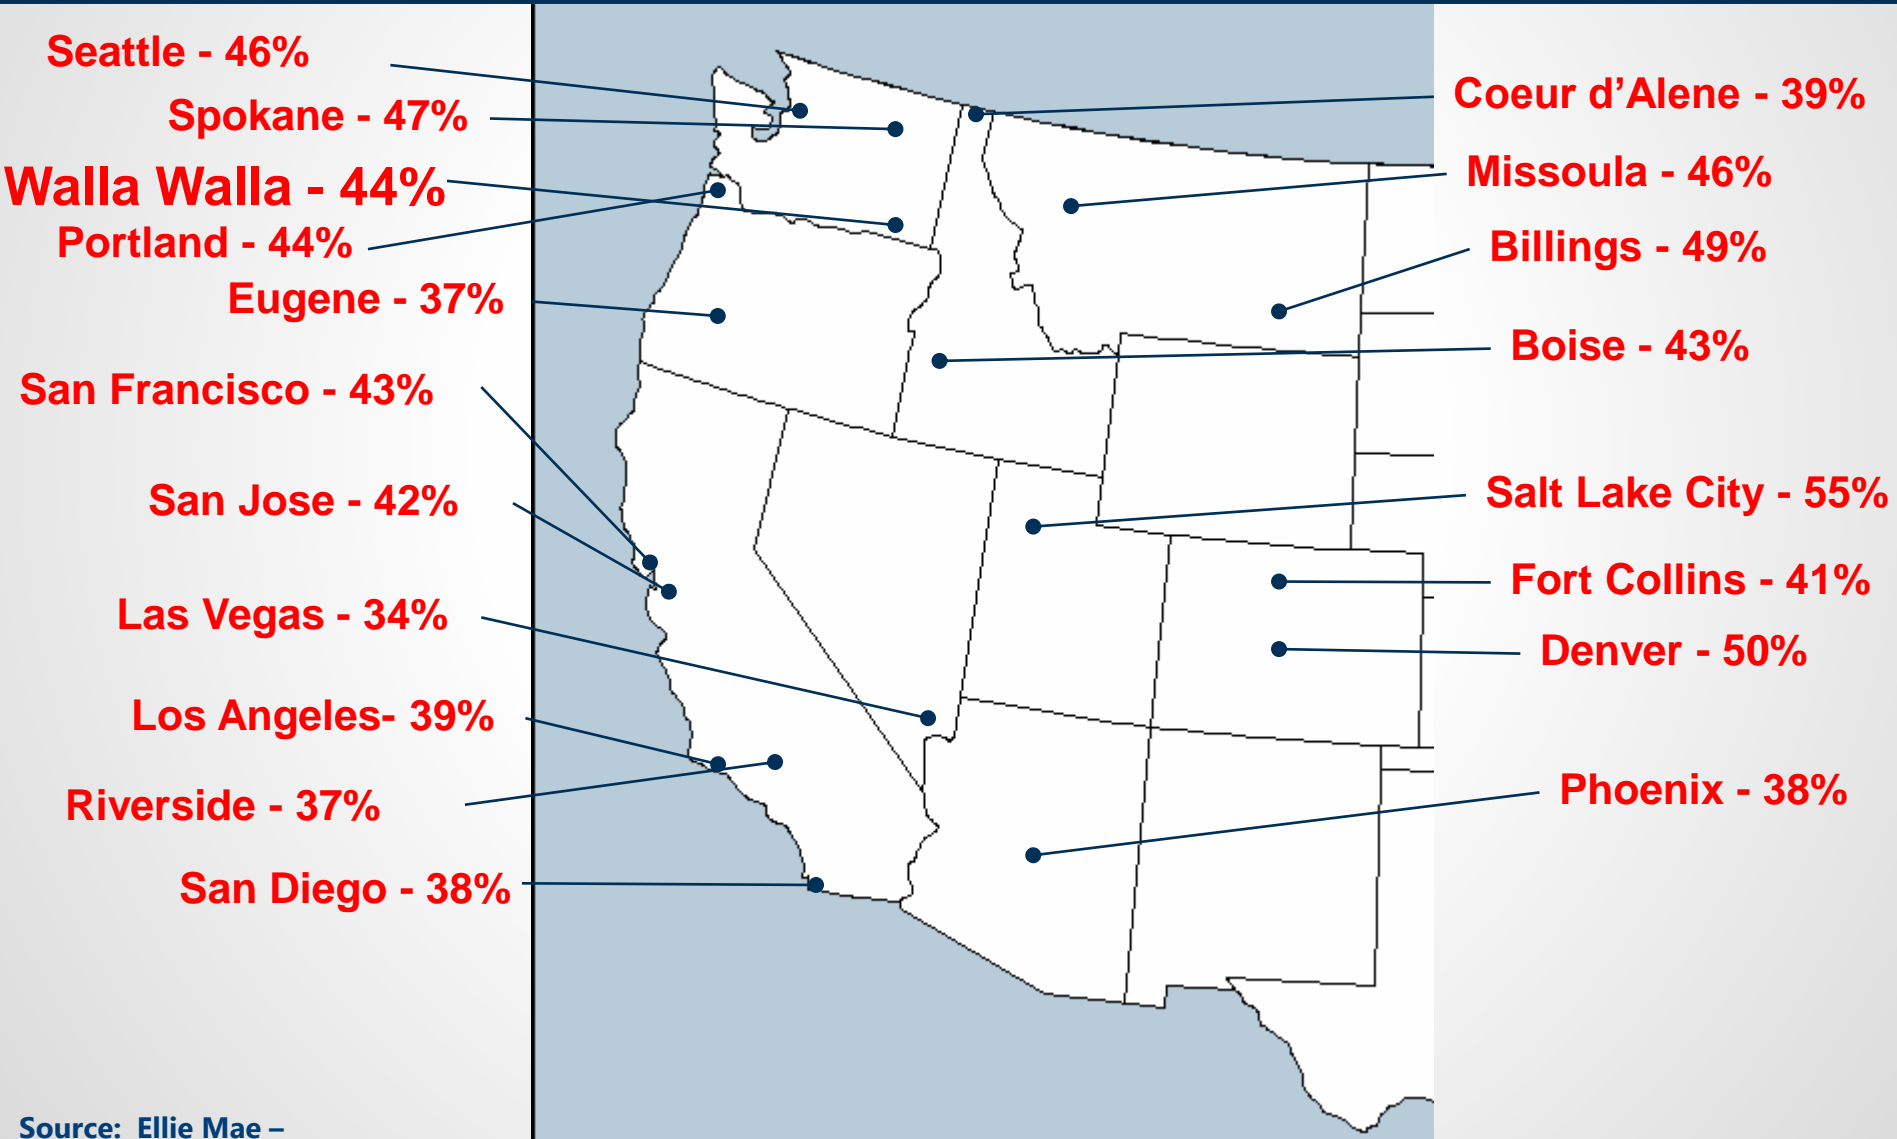 Seattle - 46%
Spokane - 47%
Walla Walla - 44%
Portland - 44%
Eugene - 37%
San Francisco - 43%
San Jose - 42%
Las Vegas - 34%
Los Angeles- 39%
Riverside - 37%
San Diego - 38%
Coeur d’Alene - 39%
Missoula - 46%
Billings - 49%
Boise - 43%
Salt Lake City - 55%
Fort Collins - 41%
Denver - 50%
Phoenix - 38%
Source: Ellie Mae –